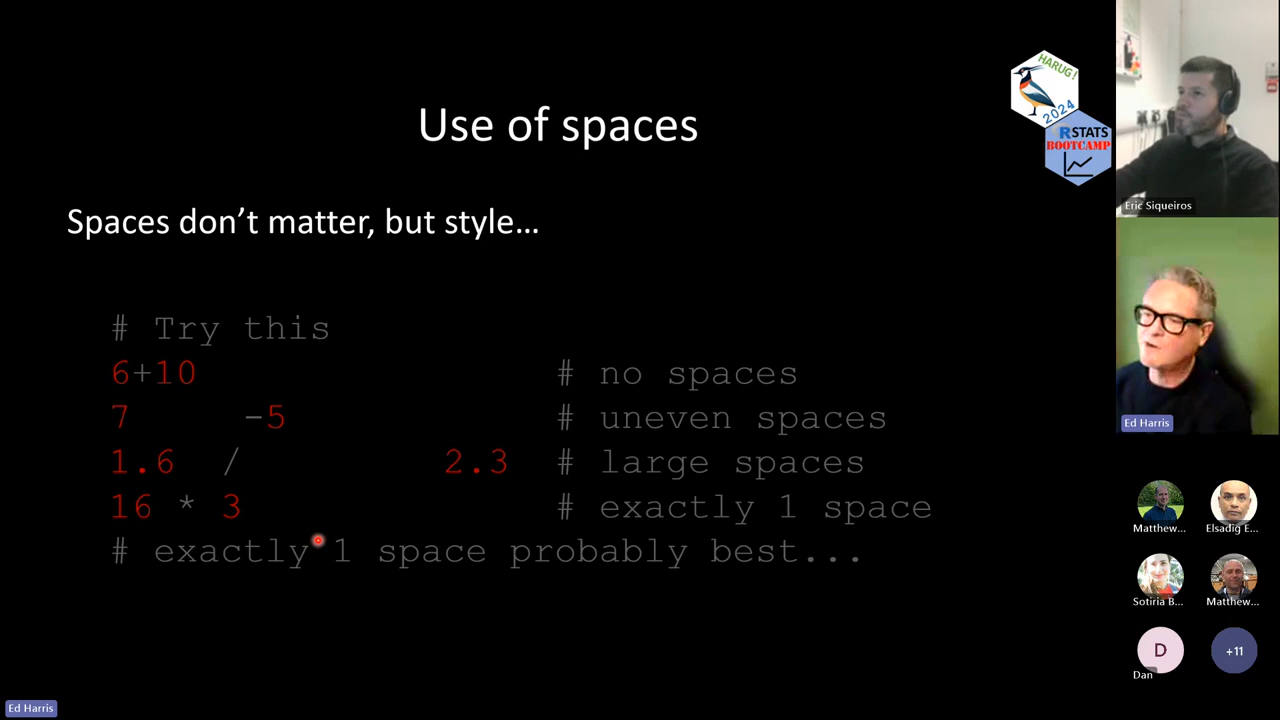 Use of spaces
HARUG!
2024
RSTATS
BOOTCAMP
Spaces don’t matter, but style…
# Try this
6+10 # no spaces
7 -5 # uneven spaces
1.6 / 2.3 # large spaces
16 * 3 # exactly 1 space
# exactly 1 space probably best...
Eric Siqueiros
Ed Harris
Matthew...
Elsadig E...
Sotiria B...
Matthew...
D
Dan
+11
Ed Harris